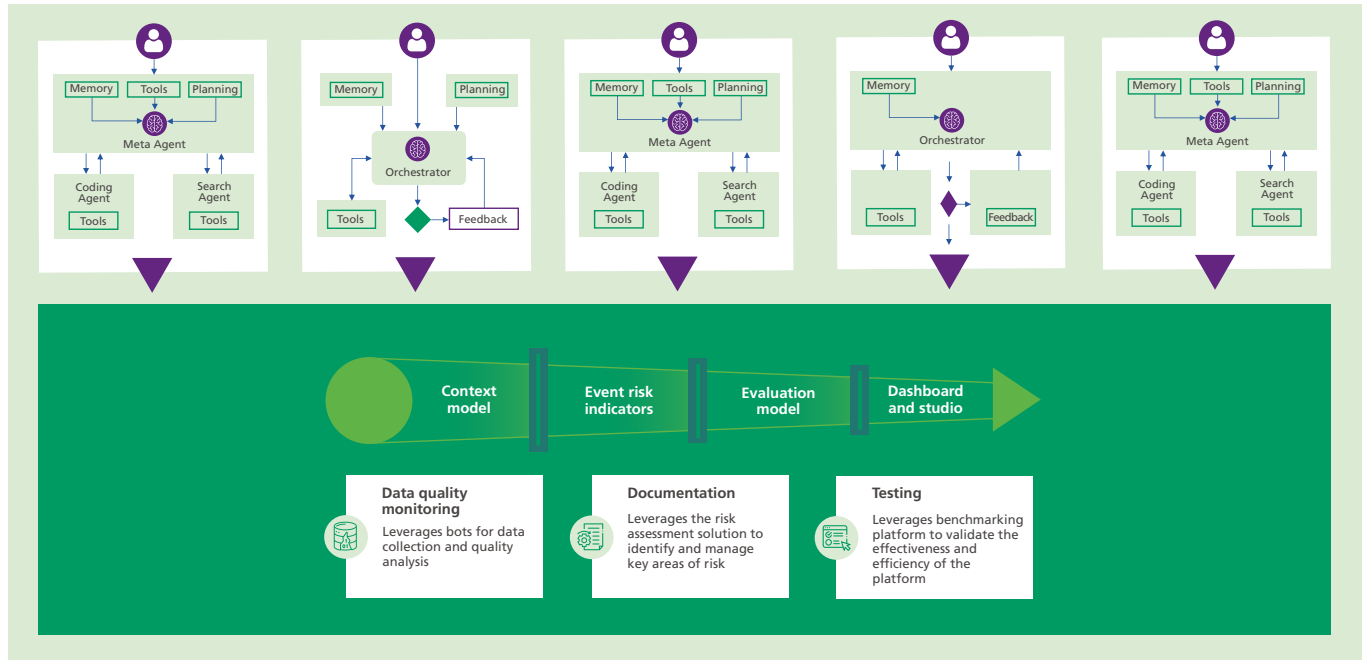 Memory
Tools
Planning
Meta Agent
Coding
Agent
Tools
Search
Agent
Tools
Memory
Planning
Orchestrator
Tools
Feedback
Memory
Tools
Planning
Meta Agent
Coding
Agent
Tools
Search
Agent
Tools
Memory
Orchestrator
Tools
Feedback
Memory
Tools
Planning
Meta Agent
Coding
Agent
Tools
Search
Agent
Tools
Context
model
Event risk
indicators
Evaluation
model
Dashboard
and studio
Data quality
monitoring
Leverages bots for data
collection and quality
analysis
Documentation
Leverages the risk
assessment solution to
identify and manage
key areas of risk
Testing
Leverages benchmarking
platform to validate the
effectiveness and
efficiency of the
platform